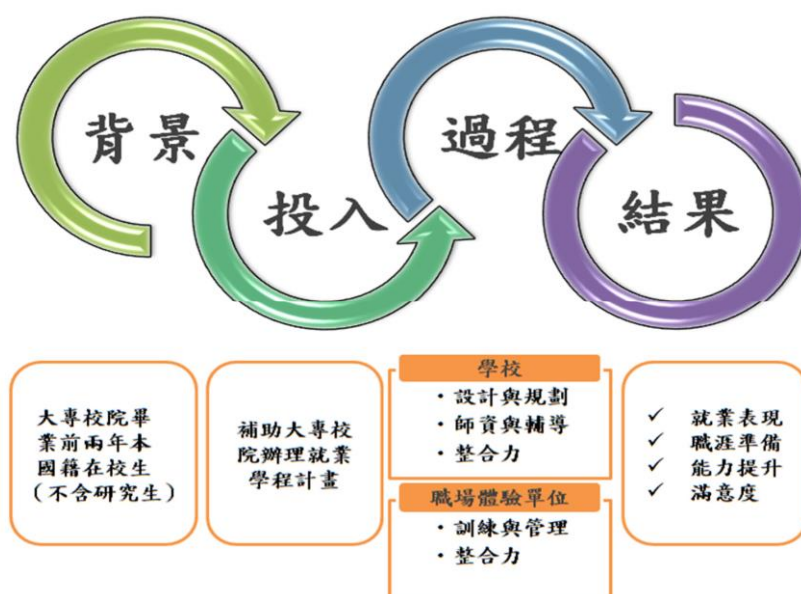 背景
投入
過程
結果
大專校院畢
業前兩年本
國籍在校生
(不含研究生)
補助大專校
院辦理就業
學程計畫
學校
・設計與規劃
・師資與輔導
・整合力
職場體驗單位
・訓練與管理
・整合力
✓ 就業表現
✓ 職涯準備
✓ 能力提升
✓ 滿意度